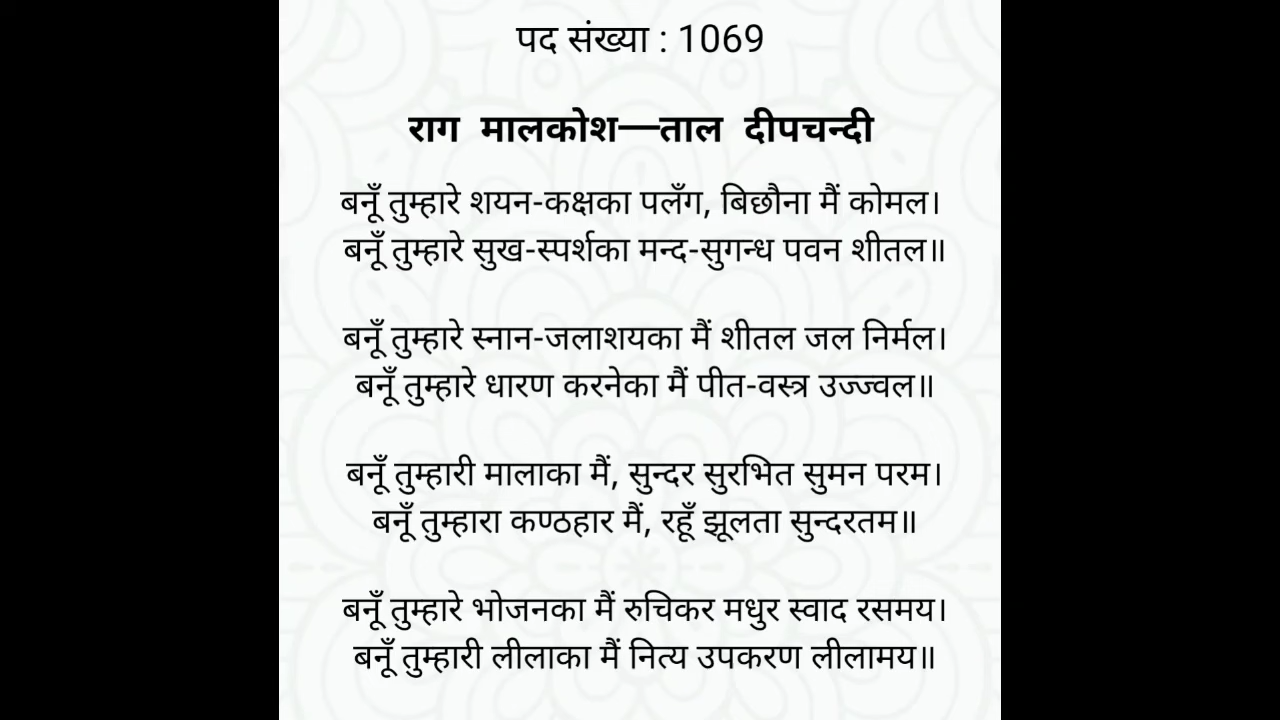 पद संख्या : 1069
राग मालकोश—ताल दीपचन्दी
बनूँ तुम्हारे शयन-कक्षका पलँग, बिछौना मैं कोमल।
बनूँ तुम्हारे सुख-स्पर्शका मन्द-सुगन्ध पवन शीतल॥
बनूँ तुम्हारे स्नान-जलाशयका मैं शीतल जल निर्मल।
बनूँ तुम्हारे धारण करनेका मैं पीत-वस्त्र उज्ज्वल॥
बनूँ तुम्हारी मालाका मैं, सुन्दर सुरभित सुमन परम।
बनूँ तुम्हारा कण्ठहार मैं, रहूँ झूलता सुन्दरतम॥
बनूँ तुम्हारे भोजनका मैं रुचिकर मधुर स्वाद रसमय।
बनूँ तुम्हारी लीलाका मैं नित्य उपकरण लीलामय॥